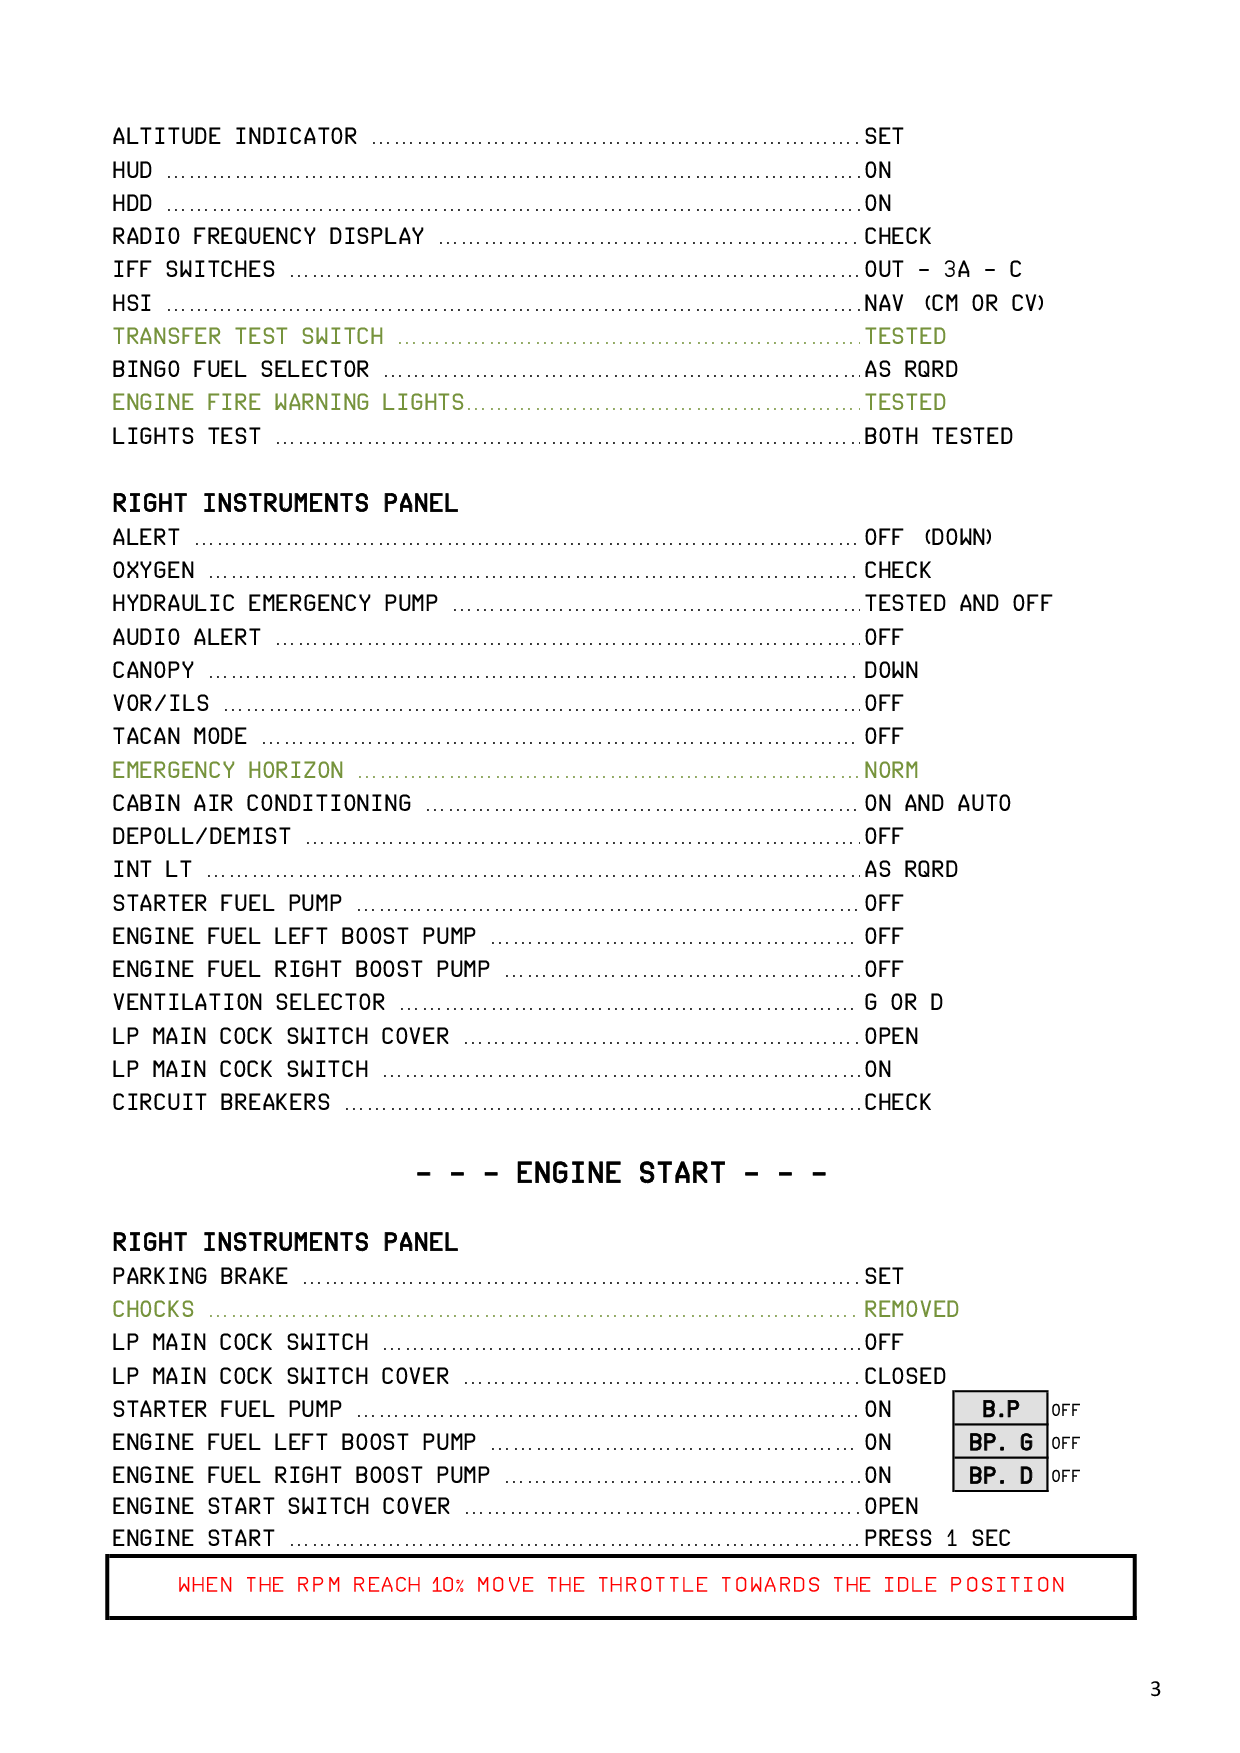 ALTITUDE INDICATOR ................................................ SET
HUD ................................................ ON
HDD ................................................ ON
RADIO FREQUENCY DISPLAY ................................................ CHECK
IFF SWITCHES ................................................ OUT - 3A - C
HSI ................................................ NAV (CM OR CV)
TRANSFER TEST SWITCH ................................................ TESTED
BINGO FUEL SELECTOR ................................................ AS RQRD
ENGINE FIRE WARNING LIGHTS ................................................ TESTED
LIGHTS TEST ................................................ BOTH TESTED
RIGHT INSTRUMENTS PANEL
ALERT ................................................ OFF (DOWN)
OXYGEN ................................................ CHECK
HYDRAULIC EMERGENCY PUMP ................................................ TESTED AND OFF
AUDIO ALERT ................................................ OFF
CANOPY ................................................ DOWN
VOR/ILS ................................................ OFF
TACAN MODE ................................................ OFF
EMERGENCY HORIZON ................................................ NORM
CABIN AIR CONDITIONING ................................................ ON AND AUTO
DEPOLL/DEMIST ................................................ OFF
INT LT ................................................ AS RQRD
STARTER FUEL PUMP ................................................ OFF
ENGINE FUEL LEFT BOOST PUMP ................................................ OFF
ENGINE FUEL RIGHT BOOST PUMP ................................................ OFF
VENTILATION SELECTOR ................................................ G OR D
LP MAIN COCK SWITCH COVER ................................................ OPEN
LP MAIN COCK SWITCH ................................................ ON
CIRCUIT BREAKERS ................................................ CHECK
- - - ENGINE START - - -
RIGHT INSTRUMENTS PANEL
PARKING BRAKE ................................................ SET
CHOCKS ................................................ REMOVED
LP MAIN COCK SWITCH ................................................ OFF
LP MAIN COCK SWITCH COVER ................................................ CLOSED
STARTER FUEL PUMP ................................................ ON B.P OFF
ENGINE FUEL LEFT BOOST PUMP ................................................ ON BP. G OFF
ENGINE FUEL RIGHT BOOST PUMP ................................................ ON BP. D OFF
ENGINE START SWITCH COVER ................................................ OPEN
ENGINE START ................................................ PRESS 1 SEC
WHEN THE RPM REACH 10% MOVE THE THROTTLE TOWARDS THE IDLE POSITION
3